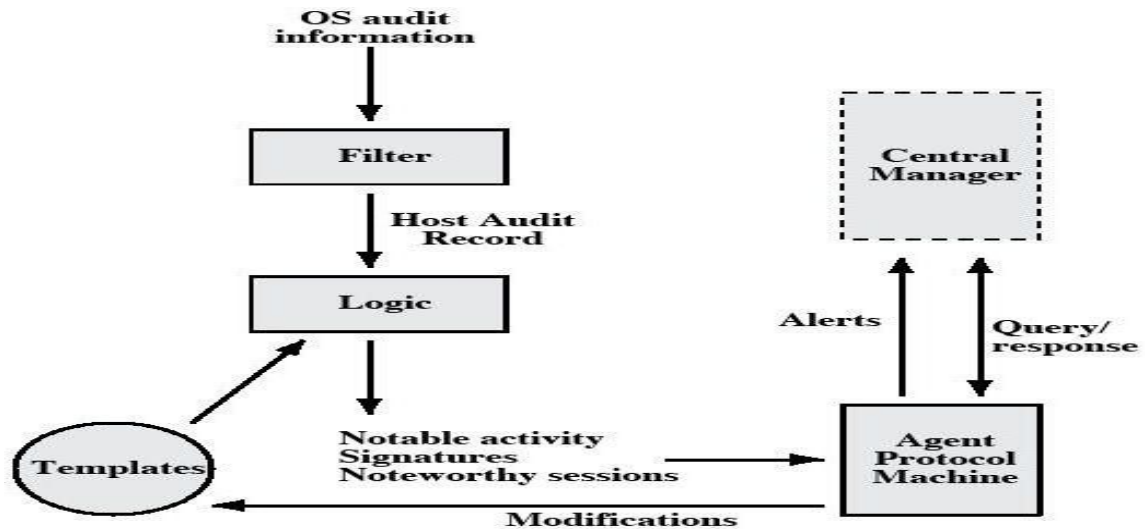 OS audit
information
Filter
Central
Manager
Host Audit
Record
Logic
Alerts
Query/
response
Notable activity
Signatures
Noteworthy sessions
Templates
Agent
Protocol
Machine
Modifications